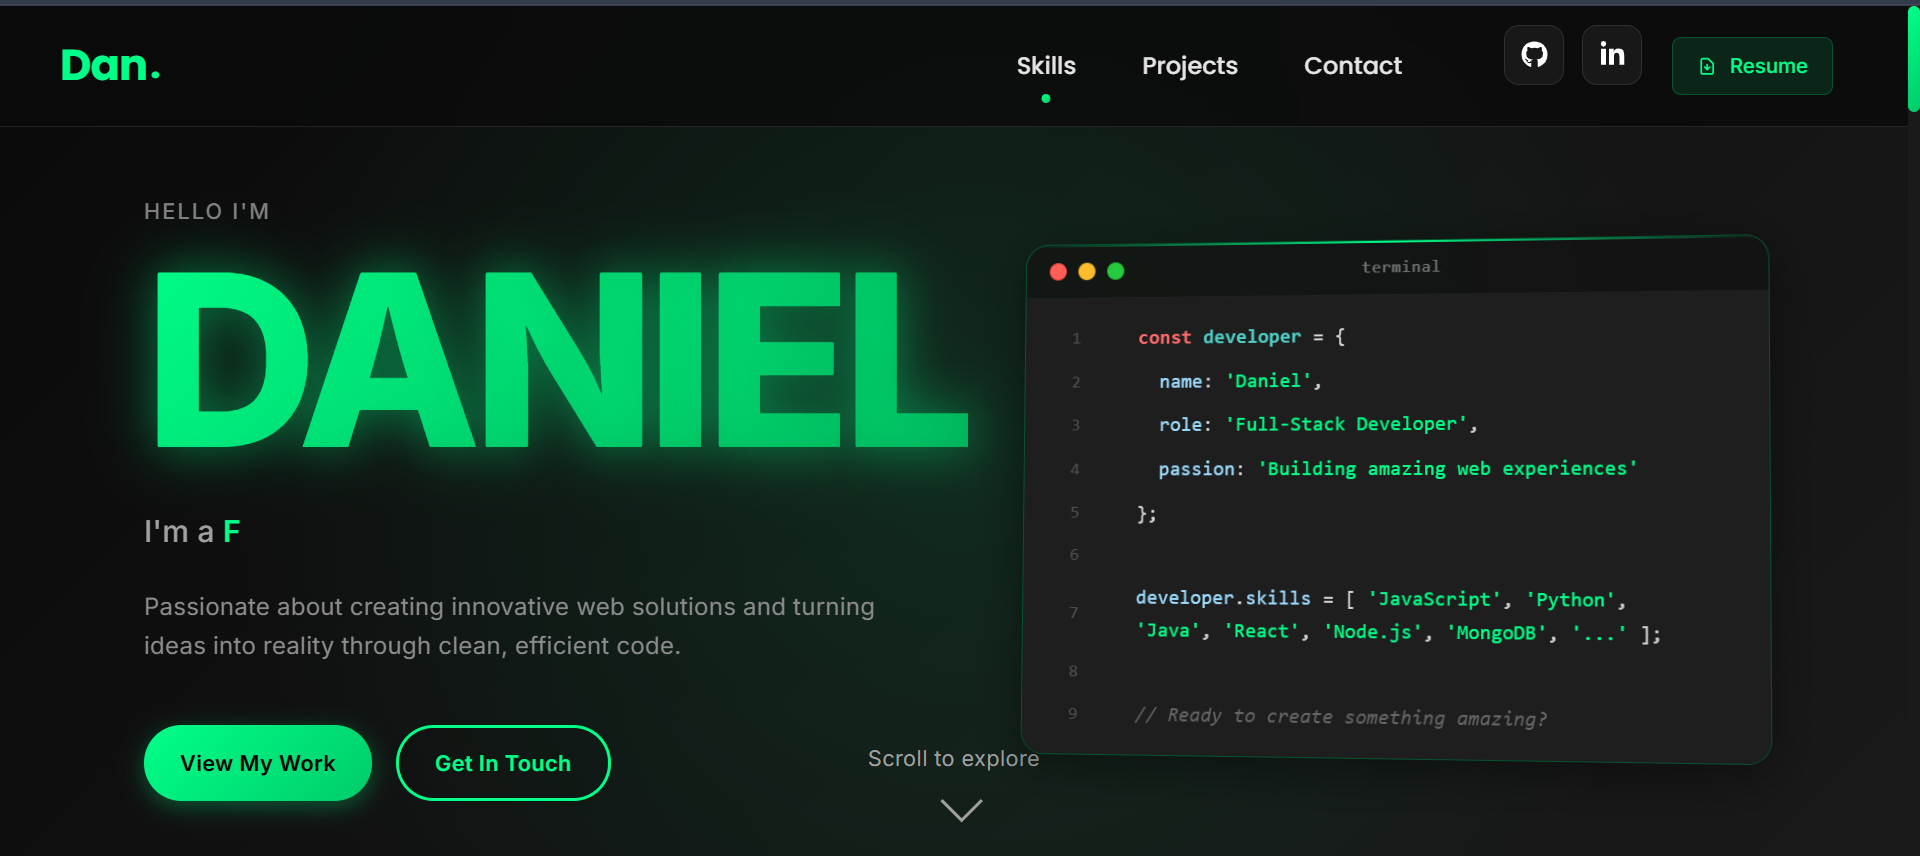 Dan.
Skills
Projects
Contact
in
Resume
HELLO I'M
DANIEL
I'm a F
Passionate about creating innovative web solutions and turning
ideas into reality through clean, efficient code.
View My Work
Get In Touch
Scroll to explore
terminal
1 const developer = {
2 name: 'Daniel',
3 role: 'Full-Stack Developer',
4 passion: 'Building amazing web experiences'
5 };
6
7 developer.skills = [ 'JavaScript', 'Python',
'Java', 'React', 'Node.js', 'MongoDB', '...' ];
8
9 // Ready to create something amazing?